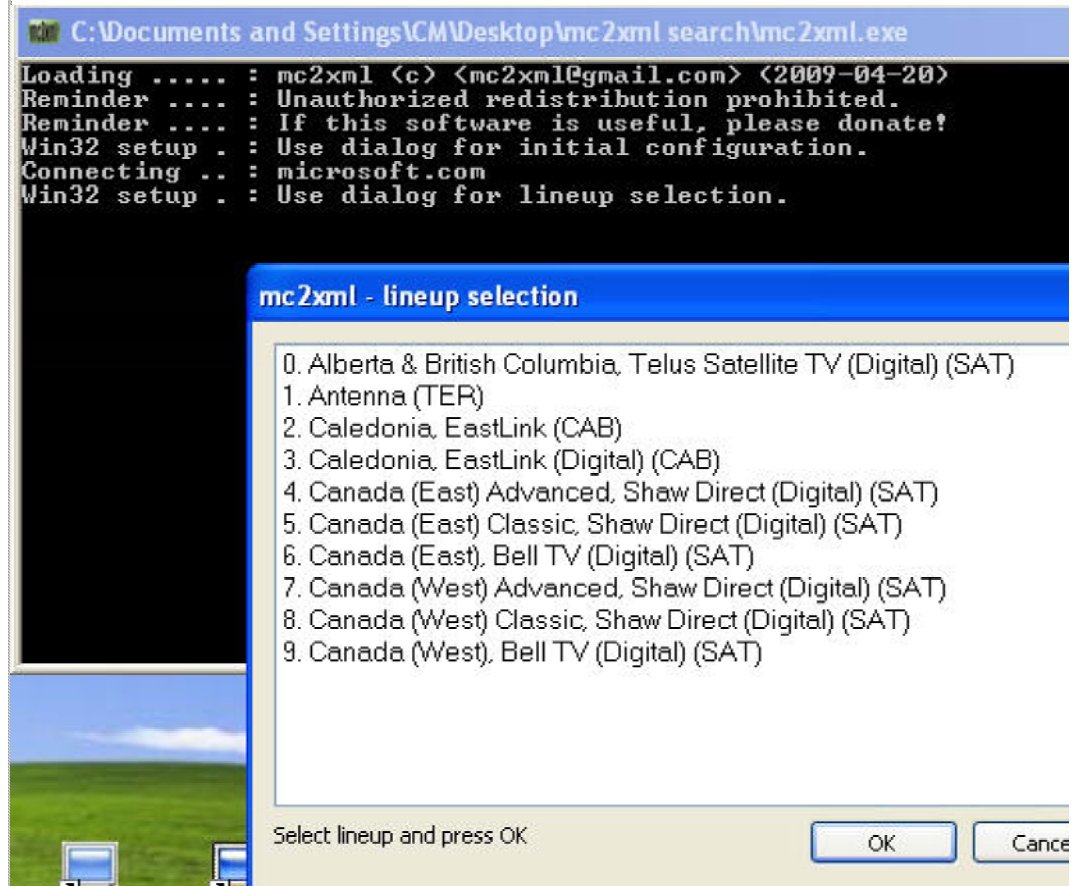 C:\Documents and Settings\CM\Desktop\mc2xml search\mc2xml.exe
Loading ..... : mc2xml (c) <mc2xml@gmail.com> <2009-04-20>
Reminder .... : Unauthorized redistribution prohibited.
Reminder .... : If this software is useful, please donate!
Win32 setup . : Use dialog for initial configuration.
Connecting .. : microsoft.com
Win32 setup . : Use dialog for lineup selection.
mc2xml - lineup selection
0. Alberta & British Columbia, Telus Satellite TV (Digital) (SAT)
1. Antenna (TER)
2. Caledonia, EastLink (CAB)
3. Caledonia, EastLink (Digital) (CAB)
4. Canada (East) Advanced, Shaw Direct (Digital) (SAT)
5. Canada (East) Classic, Shaw Direct (Digital) (SAT)
6. Canada (East), Bell TV (Digital) (SAT)
7. Canada (West) Advanced, Shaw Direct (Digital) (SAT)
8. Canada (West) Classic, Shaw Direct (Digital) (SAT)
9. Canada (West), Bell TV (Digital) (SAT)
Select lineup and press OK
OK
Cance